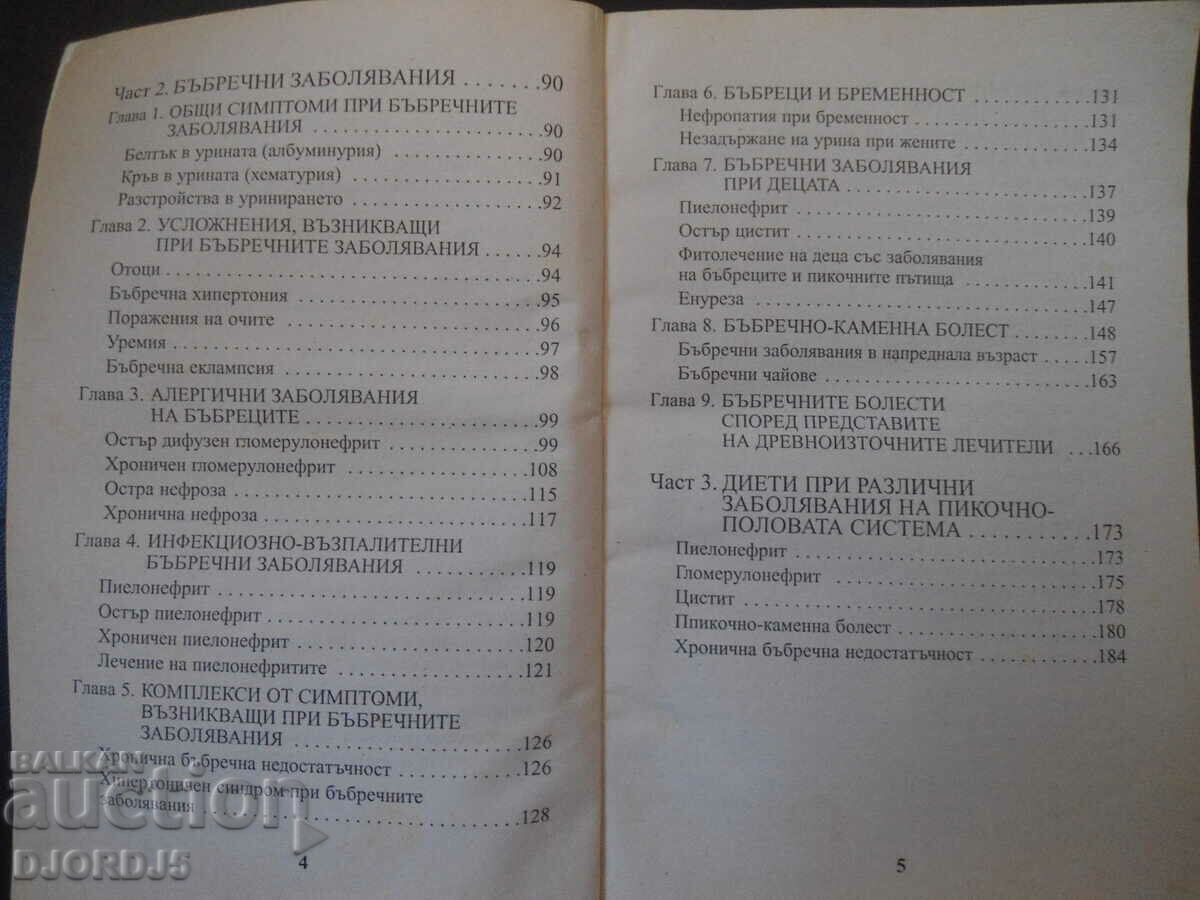 Част 2. БЪБРЕЧНИ ЗАБОЛЯВАНИЯ . . . . . . .90
Глава 1. ОБЩИ СИМПТОМИ ПРИ БЪБРЕЧНИТЕ
ЗАБОЛЯВАНИЯ . . . . . . . . . . . . . . . . . . .90
Белтък в урината (албуминурия) . . . . . . . . . . . . .90
Кръв в урината (хематурия) . . . . . . . . . . . . . . . .91
Разстройства в уринирането . . . . . . . . . . . . . . . .92
Глава 2. УСЛОЖНЕНИЯ, ВЪЗНИКВАЩИ
ПРИ БЪБРЕЧНИТЕ ЗАБОЛЯВАНИЯ . . . . . .94
Отоци . . . . . . . . . . . . . . . . . . . . . . . . . . . . . .94
Бъбречна хипертония . . . . . . . . . . . . . . . . . . . .95
Поражения на очите . . . . . . . . . . . . . . . . . . . . .96
Уремия . . . . . . . . . . . . . . . . . . . . . . . . . . . . .97
Бъбречна еклампсия . . . . . . . . . . . . . . . . . . . . .98
Глава 3. АЛЕРГИЧНИ ЗАБОЛЯВАНИЯ
НА БЪБРЕЦИТЕ . . . . . . . . . . . . . . . . . . .99
Остър дифузен гломерулонефрит . . . . . . . . . . . .99
Хроничен гломерулонефрит . . . . . . . . . . . . . . .108
Остра нефроза . . . . . . . . . . . . . . . . . . . . . . . .115
Хронична нефроза . . . . . . . . . . . . . . . . . . . . .117
Глава 4. ИНФЕКЦИОЗНО-ВЪЗПАЛИТЕЛНИ
БЪБРЕЧНИ ЗАБОЛЯВАНИЯ . . . . . . . . . . .119
Пиелонефрит . . . . . . . . . . . . . . . . . . . . . . . . .119
Остър пиелонефрит . . . . . . . . . . . . . . . . . . . . .119
Хроничен пиелонефрит . . . . . . . . . . . . . . . . . .120
Лечение на пиелонефритите . . . . . . . . . . . . . . .121
Глава 5. КОМПЛЕКСИ ОТ СИМПТОМИ,
ВЪЗНИКВАЩИ ПРИ БЪБРЕЧНИТЕ
ЗАБОЛЯВАНИЯ . . . . . . . . . . . . . . . . . .126
Хронична бъбречна недостатъчност . . . . . . . . . .126
Хипертоничен синдром при бъбречните
заболявания . . . . . . . . . . . . . . . . . . . . . . . . .128
4
Глава 6. БЪБРЕЦИ И БРЕМЕННОСТ . . . . . . . . . .131
Нефропатия при бременност . . . . . . . . . . . . . . .131
Незадържане на урина при жените . . . . . . . . . .134
Глава 7. БЪБРЕЧНИ ЗАБОЛЯВАНИЯ
ПРИ ДЕЦАТА . . . . . . . . . . . . . . . . . . . .137
Пиелонефрит . . . . . . . . . . . . . . . . . . . . . . . . .139
Остър цистит . . . . . . . . . . . . . . . . . . . . . . . . .140
Фитолечение на деца със заболявания
на бъбреците и пикочните пътища . . . . . . . . . .141
Енуреза . . . . . . . . . . . . . . . . . . . . . . . . . . . .147
Глава 8. БЪБРЕЧНО-КАМЕННА БОЛЕСТ . . . . . . .148
Бъбречни заболявания в напреднала възраст . . . .157
Бъбречни чайове . . . . . . . . . . . . . . . . . . . . . .163
Глава 9. БЪБРЕЧНИТЕ БОЛЕСТИ
СПОРЕД ПРЕДСТАВИТЕ
НА ДРЕВНОИЗТОЧНИТЕ ЛЕЧИТЕЛИ . . .166
Част 3. ДИЕТИ ПРИ РАЗЛИЧНИ
ЗАБОЛЯВАНИЯ НА ПИКОЧНО-
ПОЛОВАТА СИСТЕМА . . . . . . . . . . . .173
Пиелонефрит . . . . . . . . . . . . . . . . . . . . . . . . .173
Гломерулонефрит . . . . . . . . . . . . . . . . . . . . . .175
Цистит . . . . . . . . . . . . . . . . . . . . . . . . . . . . .178
Ппикочно-каменна болест . . . . . . . . . . . . . . . .180
Хронична бъбречна недостатъчност . . . . . . . . . .184
5
BALKAN
auction
DJORDJ5